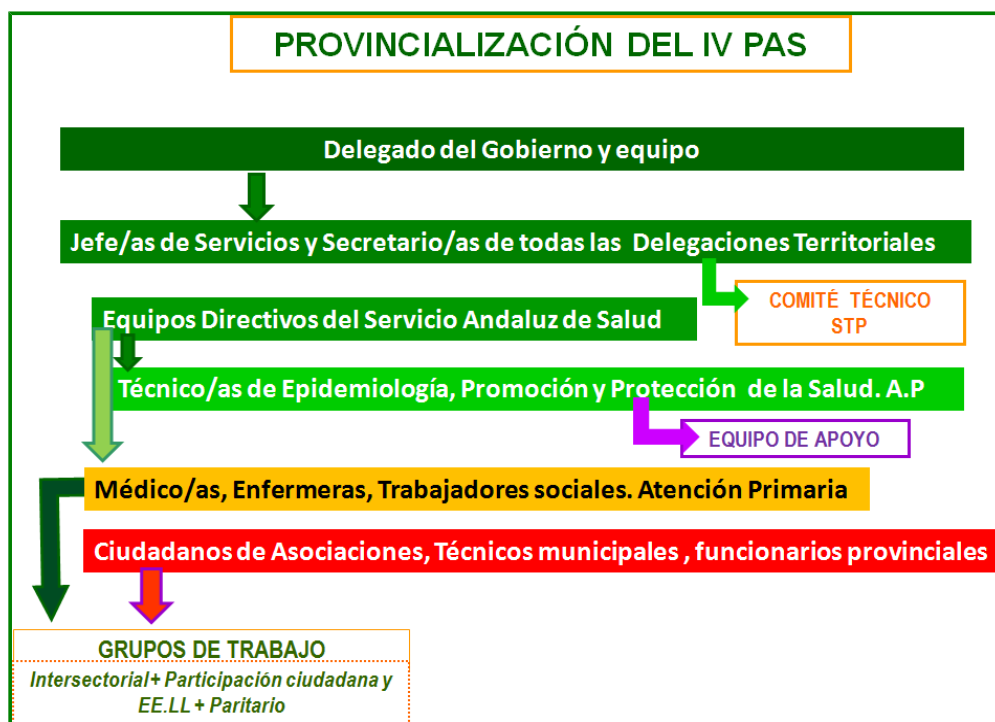 PROVINCIALIZACIÓN DEL IV PAS
Delegado del Gobierno y equipo
Jefe/as de Servicios y Secretario/as de todas las Delegaciones Territoriales
COMITÉ TÉCNICO
STP
Equipos Directivos del Servicio Andaluz de Salud
Técnico/as de Epidemiología, Promoción y Protección de la Salud. A.P
EQUIPO DE APOYO
Médico/as, Enfermeras, Trabajadores sociales. Atención Primaria
Ciudadanos de Asociaciones, Técnicos municipales , funcionarios provinciales
GRUPOS DE TRABAJO
Intersectorial+ Participación ciudadana y
EE.LL + Paritario